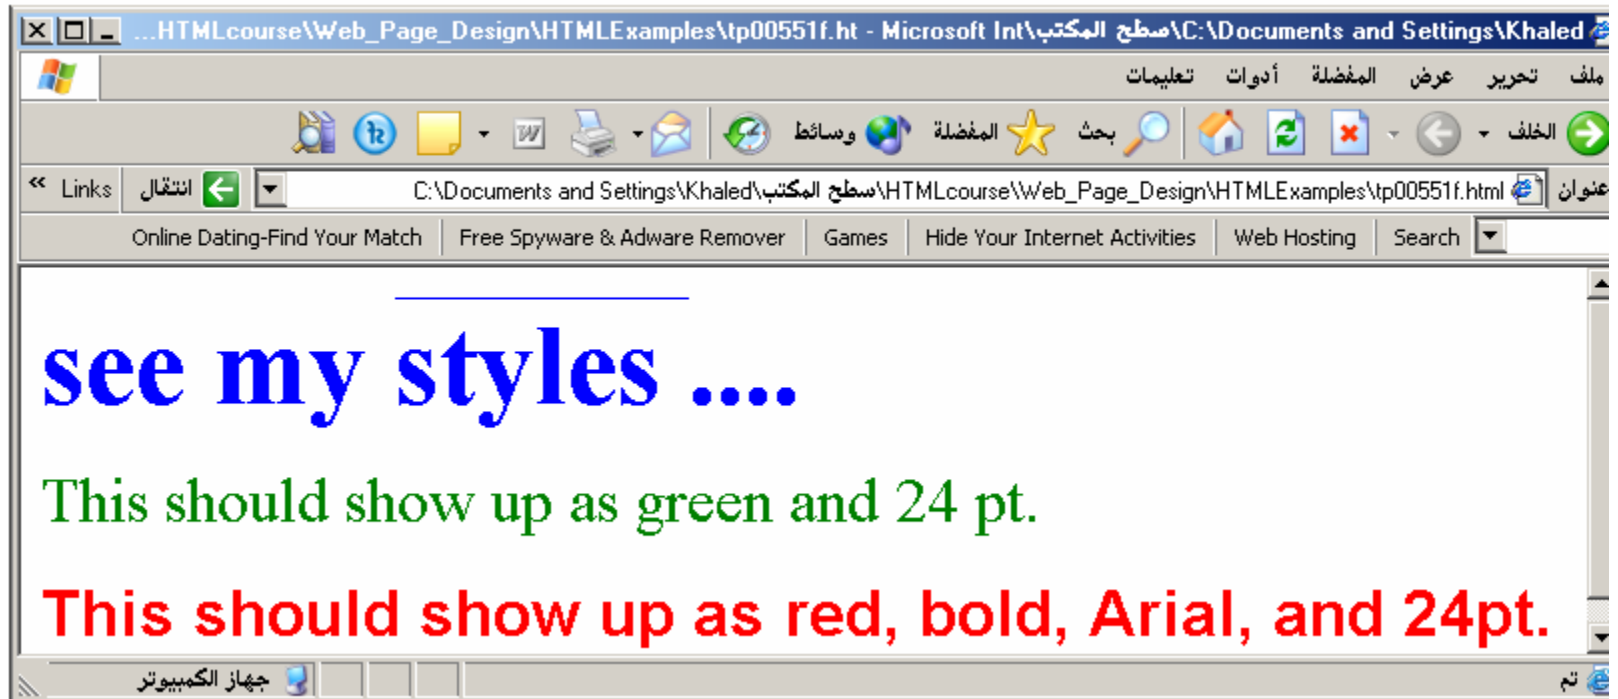 C:\Documents and Settings\Khaled\سطح المكتب\HTMLcourse\Web_Page_Design\HTMLExamples\tp00551f.ht - Microsoft Int...
ملف تحرير عرض المفضلة أدوات تعليمات
الخلف بحث المفضلة وسائط
عنوان C:\Documents and Settings\Khaled\سطح المكتب\HTMLcourse\Web_Page_Design\HTMLExamples\tp00551f.html انتقال Links »
Online Dating-Find Your Match Free Spyware & Adware Remover Games Hide Your Internet Activities Web Hosting Search
see my styles ....
This should show up as green and 24 pt.
This should show up as red, bold, Arial, and 24pt.
تم جهاز الكمبيوتر